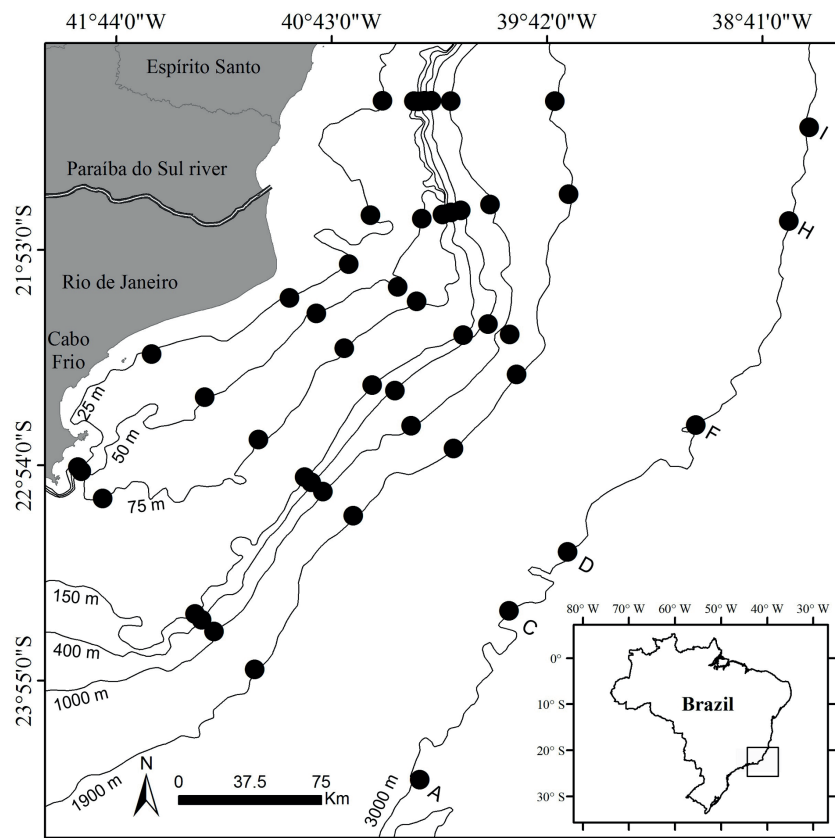 41°44'0"W 40°43'0"W 39°42'0"W 38°41'0"W
Espírito Santo
Paraíba do Sul river
21°53'0"S
Rio de Janeiro
Cabo
Frio
22°54'0"S
23°55'0"S
25 m
50 m
75 m
150 m
400 m
1000 m
1900 m
3000 m
I
H
F
D
C
A
N
0 37.5 75
Km
80° W 70° W 60° W 50° W 40° W 30° W
0°
10° S
20° S
30° S
Brazil